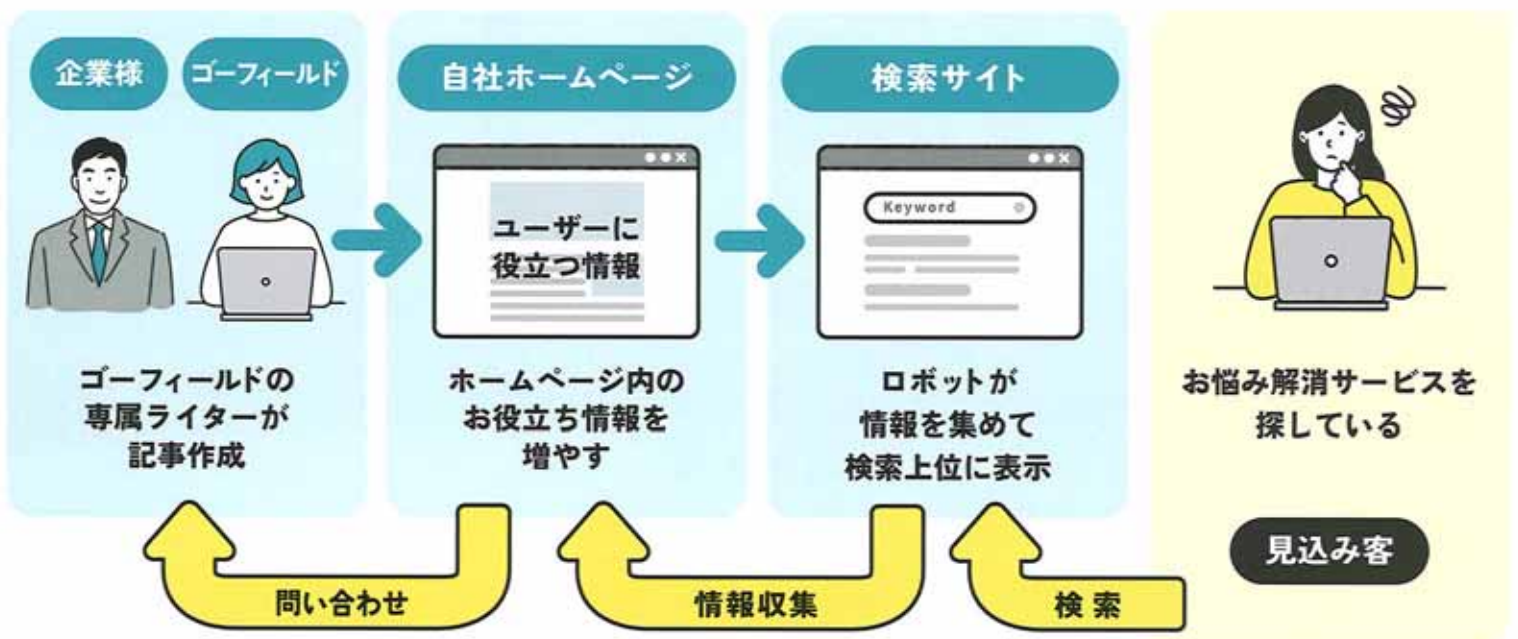 企業様
ゴーフィールド
ゴーフィールドの
専属ライターが
記事作成
自社ホームページ
ユーザーに
役立つ情報
ホームページ内の
お役立ち情報を
増やす
検索サイト
Keyword
ロボットが
情報を集めて
検索上位に表示
お悩み解消サービスを
探している
見込み客
検索
情報収集
問い合わせ